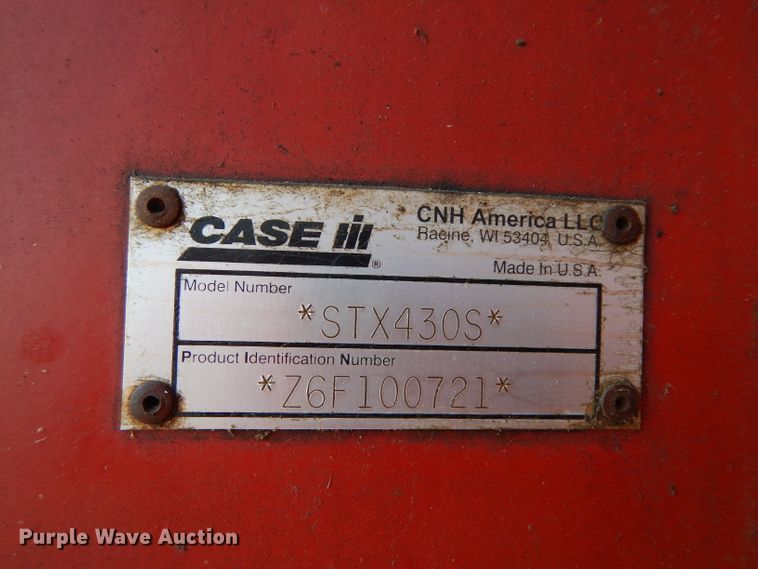 CASE III
CNH America LLC
Racine, WI 53404 U.S.A.
®
Made In U.S.A.
Model Number
*STX430S*
Product Identification Number
*Z6F100721*
Purple Wave Auction